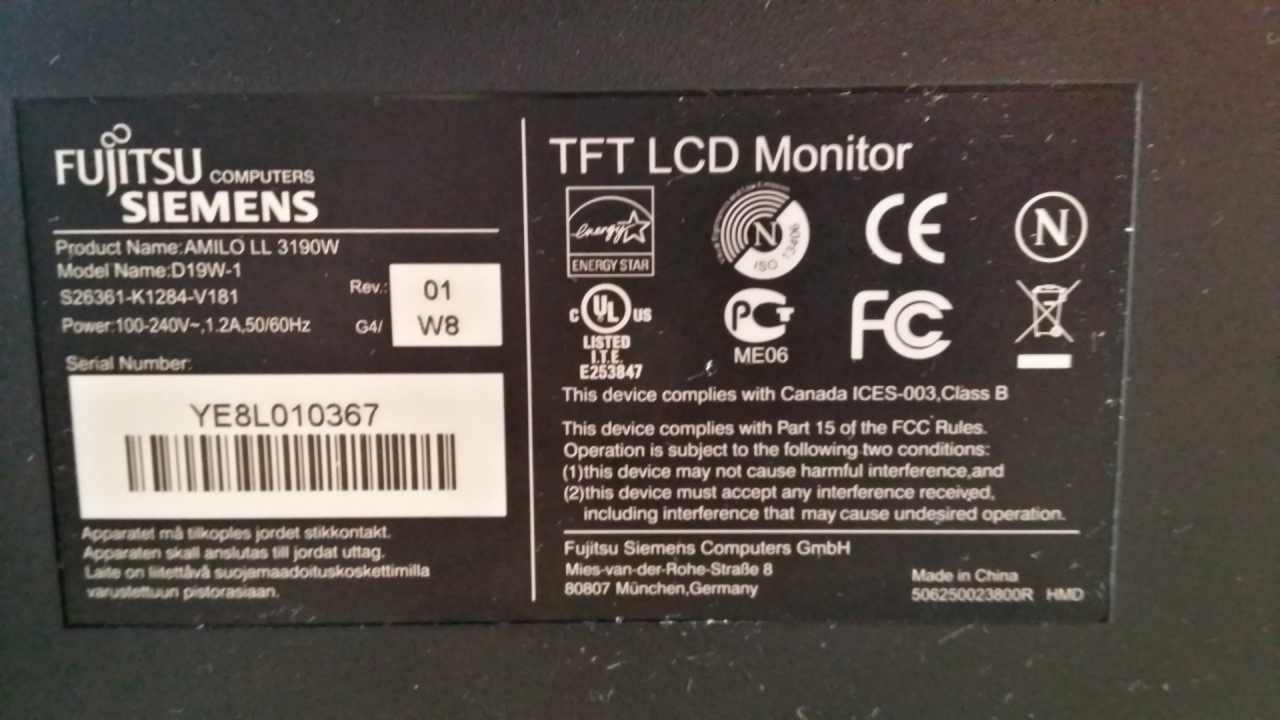 FUJITSU COMPUTERS
SIEMENS
Product Name:AMILO LL 3190W
Model Name:D19W-1
S26361-K1284-V181
Power:100-240V~,1.2A,50/60Hz
Rev.: 01
G4/ W8
Serial Number:
YE8L010367
Apparatet må tilkoples jordet stikkontakt.
Apparaten skall anslutas till jordat uttag.
Laite on liitettävä suojamaadoituskoskettimilla
varustettuun pistorasiaan.
TFT LCD Monitor
energy
ENERGY STAR
N
ISO 13406
CE
N
C UL US
LISTED
I.T.E.
E253847
PCT
ME06
FC
This device complies with Canada ICES-003,Class B
This device complies with Part 15 of the FCC Rules.
Operation is subject to the following two conditions:
(1)this device may not cause harmful interference,and
(2)this device must accept any interference received,
including interference that may cause undesired operation.
Fujitsu Siemens Computers GmbH
Mies-van-der-Rohe-Straße 8
80807 München,Germany
Made in China
506250023800R HMD